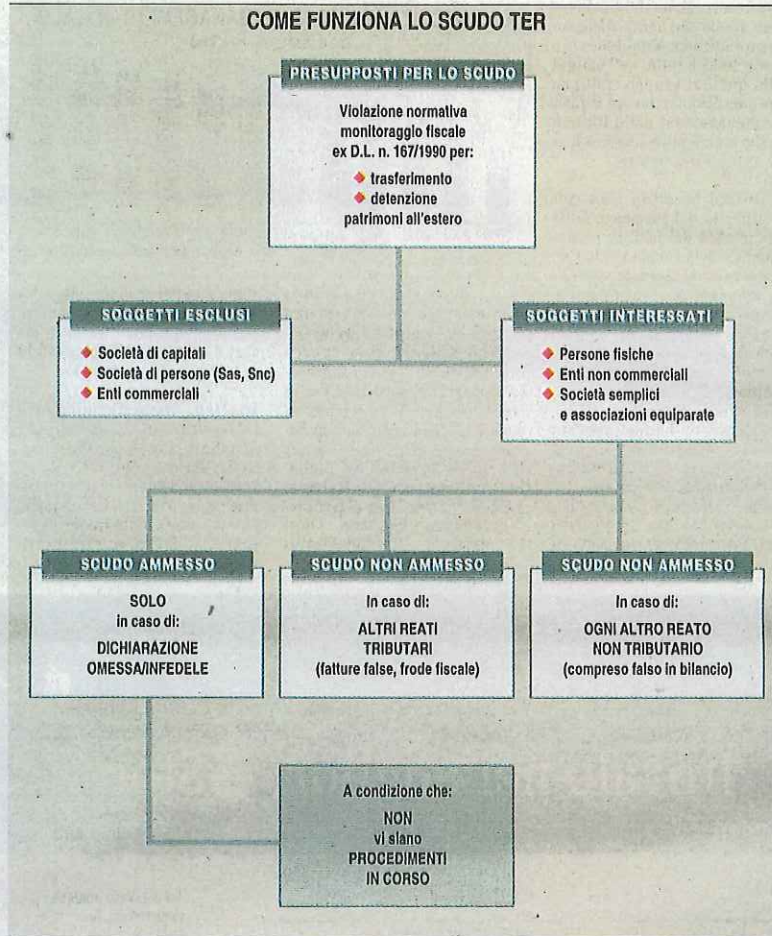 COME FUNZIONA LO SCUDO TER
PRESUPPOSTI PER LO SCUDO
Violazione normativa
monitoraggio fiscale
ex D.L. n. 167/1990 per:
trasferimento
detenzione
patrimoni all'estero
SOGGETTI ESCLUSI
Società di capitali
Società di persone (Sas, Snc)
Enti commerciali
SOGGETTI INTERESSATI
Persone fisiche
Enti non commerciali
Società semplici
e associazioni equiparate
SCUDO AMMESSO
SOLO
in caso di:
DICHIARAZIONE
OMESSA/INFEDELE
SCUDO NON AMMESSO
In caso di:
ALTRI REATI
TRIBUTARI
(fatture false, frode fiscale)
SCUDO NON AMMESSO
In caso di:
OGNI ALTRO REATO
NON TRIBUTARIO
(compreso falso in bilancio)
A condizione che:
NON
vi siano
PROCEDIMENTI
IN CORSO